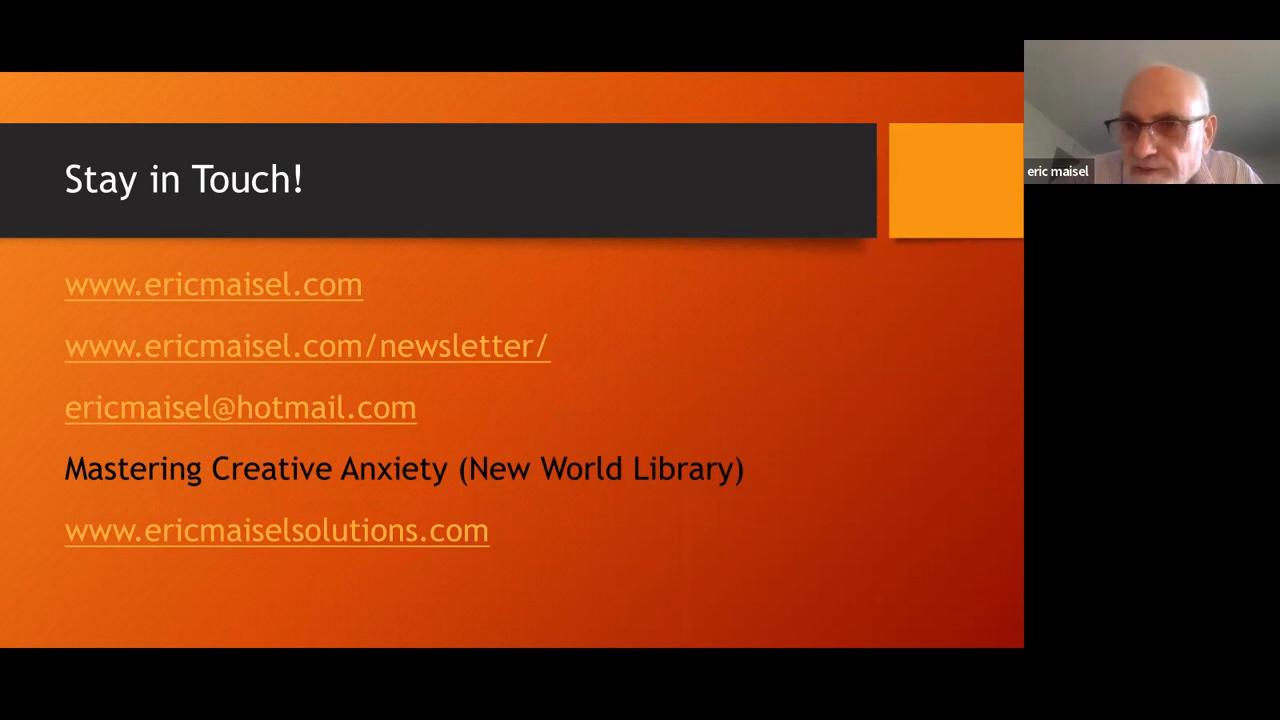 Stay in Touch!
www.ericmaisel.com
www.ericmaisel.com/newsletter/
ericmaisel@hotmail.com
Mastering Creative Anxiety (New World Library)
www.ericmaiselsolutions.com
eric maisel